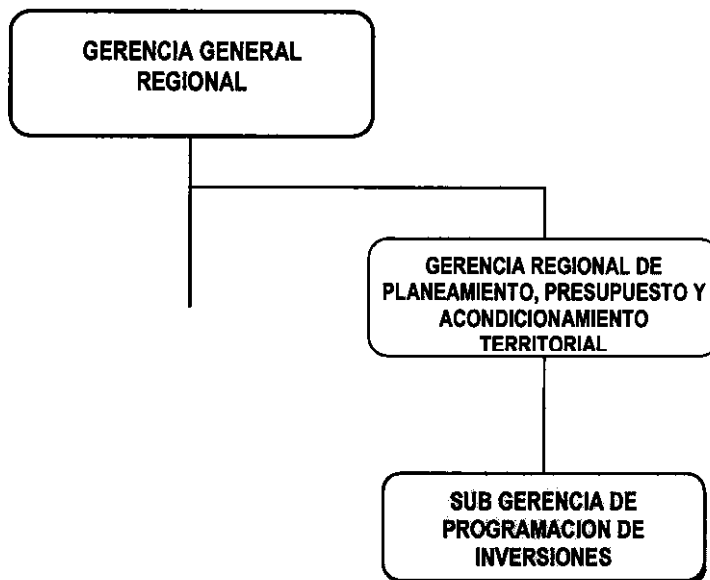 GERENCIA GENERAL
REGIONAL
GERENCIA REGIONAL DE
PLANEAMIENTO, PRESUPUESTO Y
ACONDICIONAMIENTO
TERRITORIAL
SUB GERENCIA DE
PROGRAMACION DE
INVERSIONES